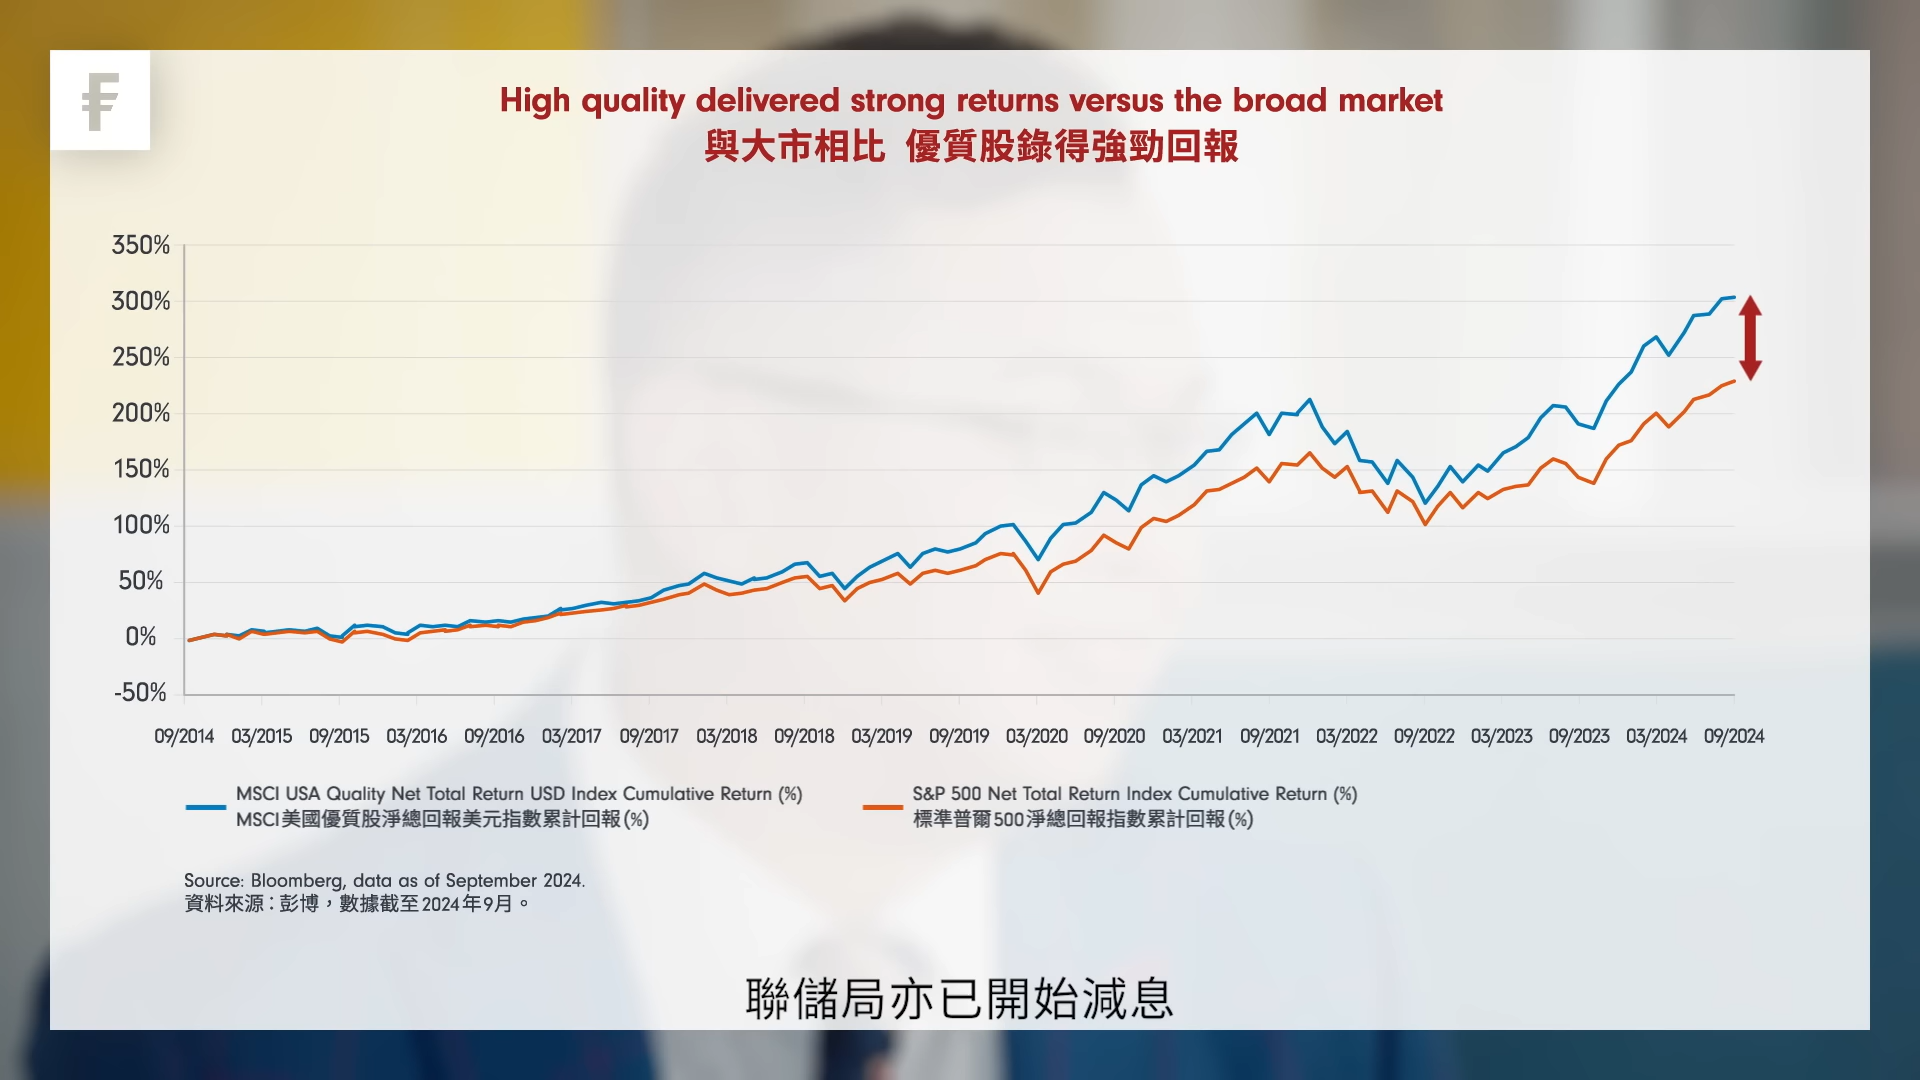 High quality delivered strong returns versus the broad market
與大市相比 優質股錄得強勁回報
350%
300%
250%
200%
150%
100%
50%
0%
-50%
09/2014 03/2015 09/2015 03/2016 09/2016 03/2017 09/2017 03/2018 09/2018 03/2019 09/2019 03/2020 09/2020 03/2021 09/2021 03/2022 09/2022 03/2023 09/2023 03/2024 09/2024
MSCI USA Quality Net Total Return USD Index Cumulative Return (%)
MSCI美國優質股淨總回報美元指數累計回報(%)
S&P 500 Net Total Return Index Cumulative Return (%)
標準普爾500淨總回報指數累計回報(%)
Source: Bloomberg, data as of September 2024.
資料來源：彭博，數據截至2024年9月。
聯儲局亦已開始減息